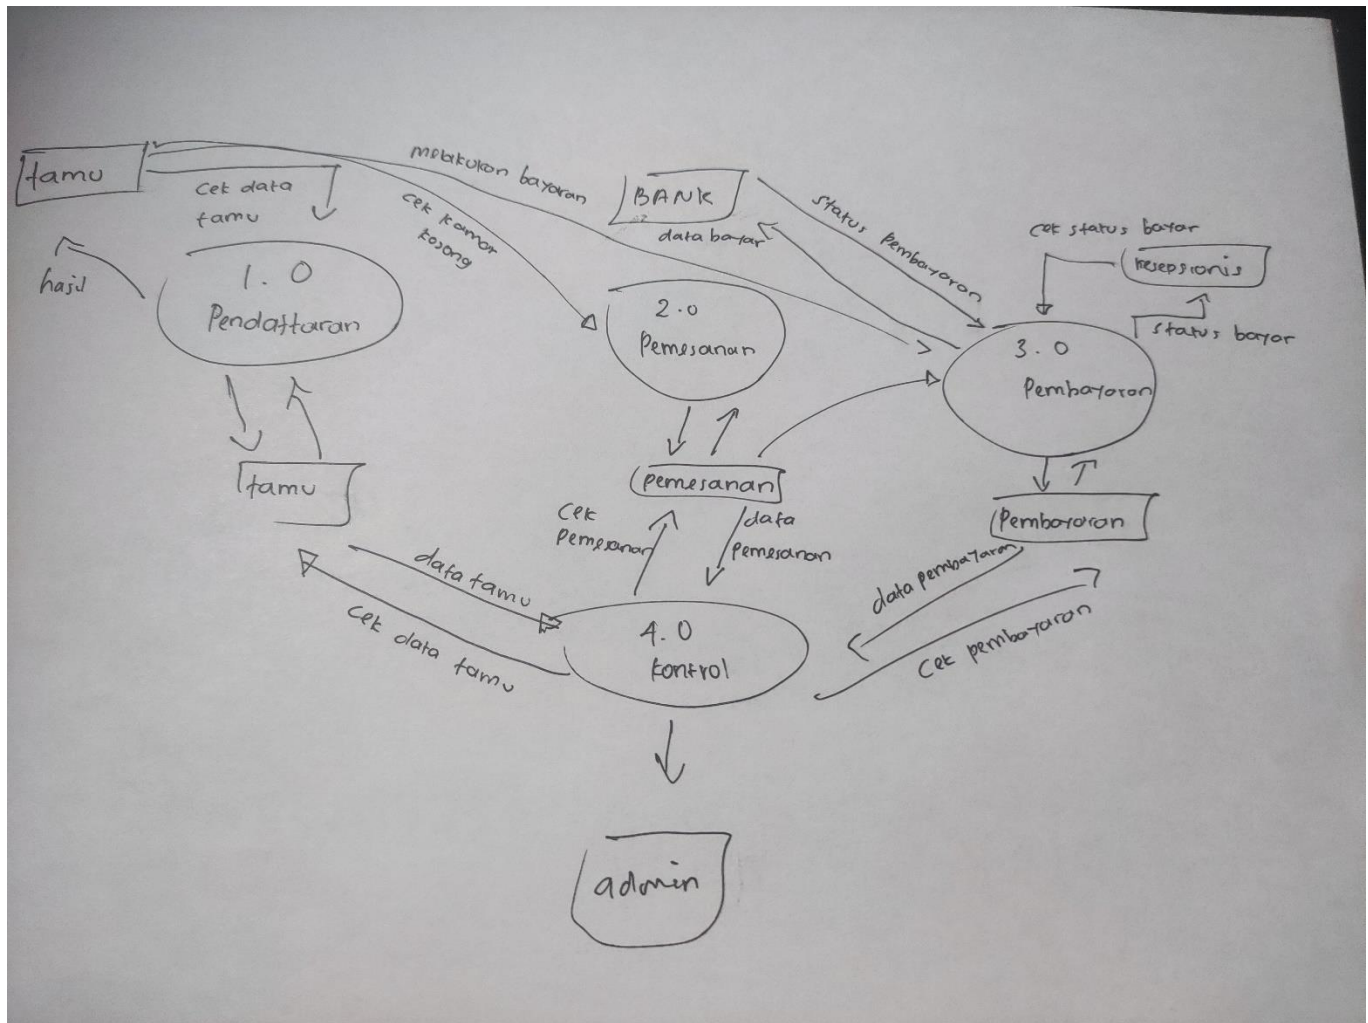 tamu
cek data
tamu
hasil
1.0
Pendaftaran
tamu
melakukan bayaran
cek kamar
kosong
BANK
data bayar
status pembayaran
2.0
Pemesanan
cek status bayar
Resepsionis
status bayar
3.0
Pembayaran
pemesanan
cek
Pemesanan
data
Pemesanan
Pembayaran
data pembayaran
cek pembayaran
data tamu
cek data tamu
4.0
kontrol
admin